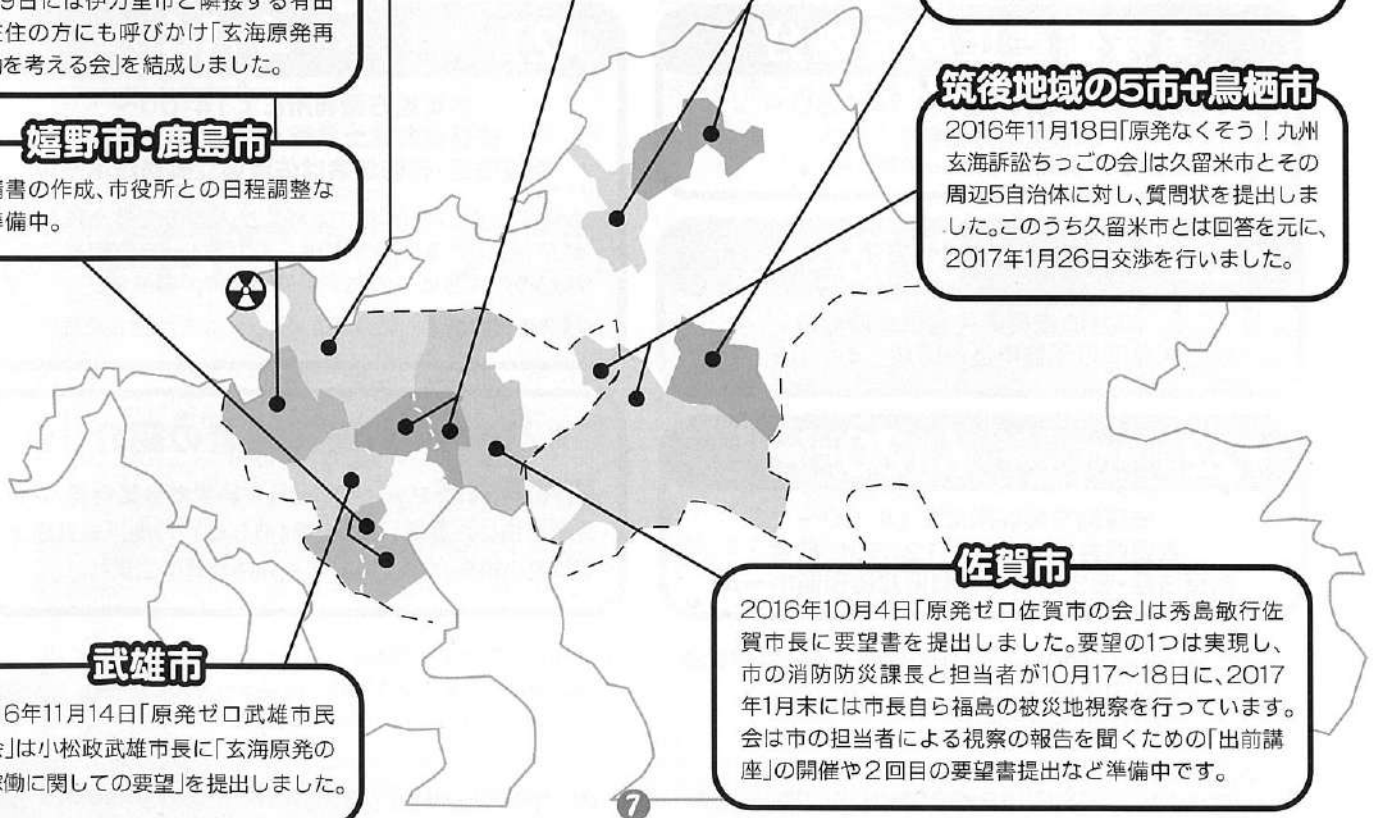 9日には伊万里市と隣接する有田
在住の方にも呼びかけ「玄海原発再
を考える会」を結成しました。
嬉野市・鹿島市
書の作成、市役所との日程調整な
準備中。
武雄市
6年11月14日「原発ゼロ武雄市民
会」は小松政武雄市長に「玄海原発の
稼働に関しての要望」を提出しました。
筑後地域の5市+鳥栖市
2016年11月18日「原発なくそう!九州
玄海訴訟ちっごの会」は久留米市とその
周辺5自治体に対し、質問状を提出しま
した。このうち久留米市とは回答を元に、
2017年1月26日交渉を行いました。
佐賀市
2016年10月4日「原発ゼロ佐賀市の会」は秀島敏行佐
賀市長に要望書を提出しました。要望の1つは実現し、
市の消防防災課長と担当者が10月17〜18日に、2017
年1月末には市長自ら福島の被災地視察を行っています。
会は市の担当者による視察の報告を聞くための「出前講
座」の開催や2回目の要望書提出など準備中です。
7